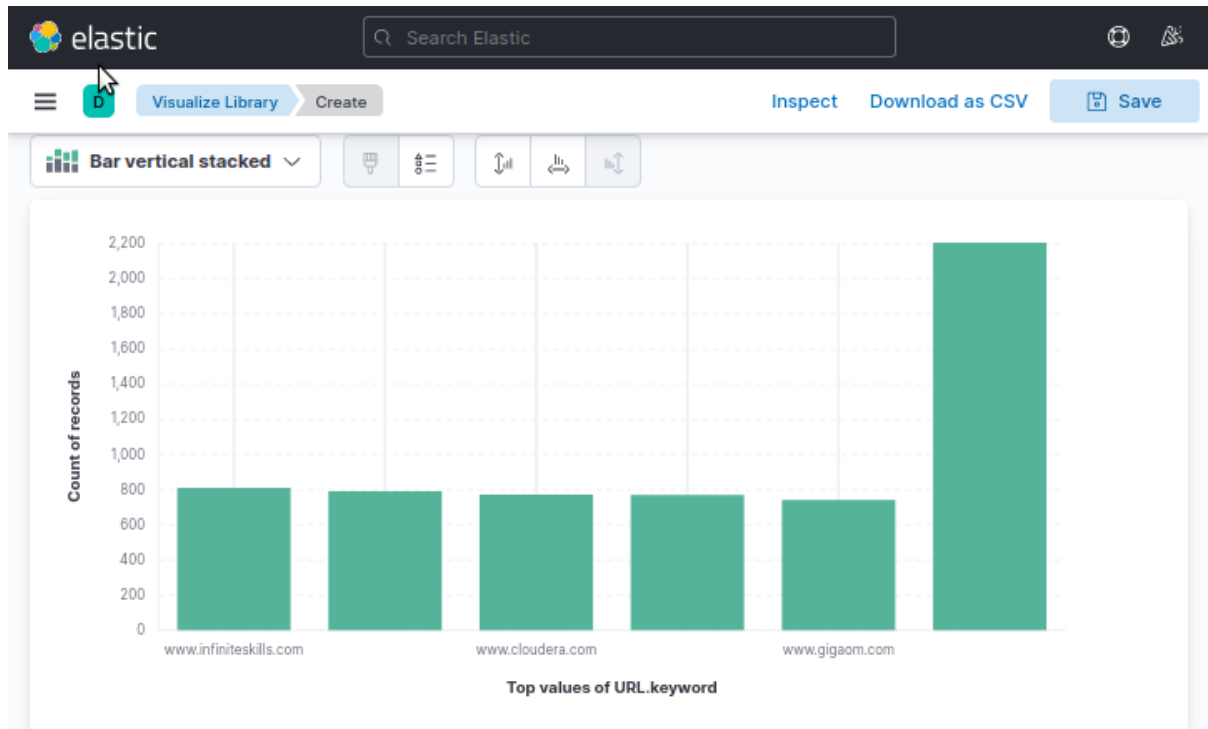 elastic
Search Elastic
D
Visualize Library
Create
Inspect
Download as CSV
Save
Bar vertical stacked
2,200
2,000
1,800
1,600
1,400
1,200
1,000
800
600
400
200
0
Count of records
www.infiniteskills.com
www.cloudera.com
www.gigaom.com
Top values of URL.keyword